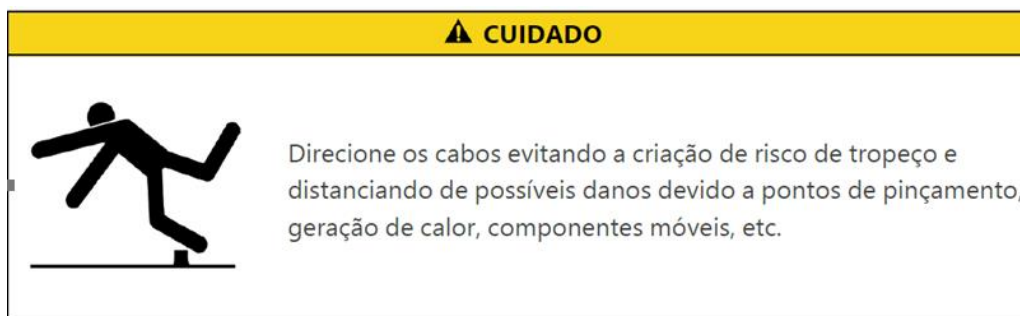 CUIDADO
Direcione os cabos evitando a criação de risco de tropeço e
distanciando de possíveis danos devido a pontos de pinçamento,
geração de calor, componentes móveis, etc.